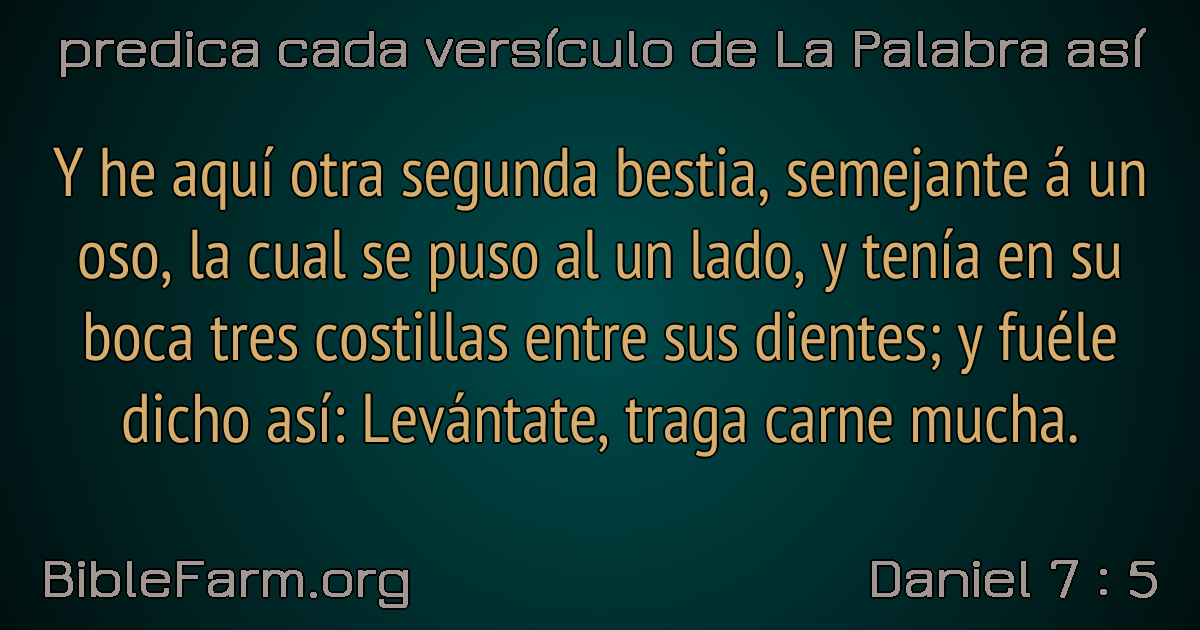 predica cada versículo de La Palabra así
Y he aquí otra segunda bestia, semejante á un
oso, la cual se puso al un lado, y tenía en su
boca tres costillas entre sus dientes; y fuéle
dicho así: Levántate, traga carne mucha.
BibleFarm.org
Daniel 7 : 5